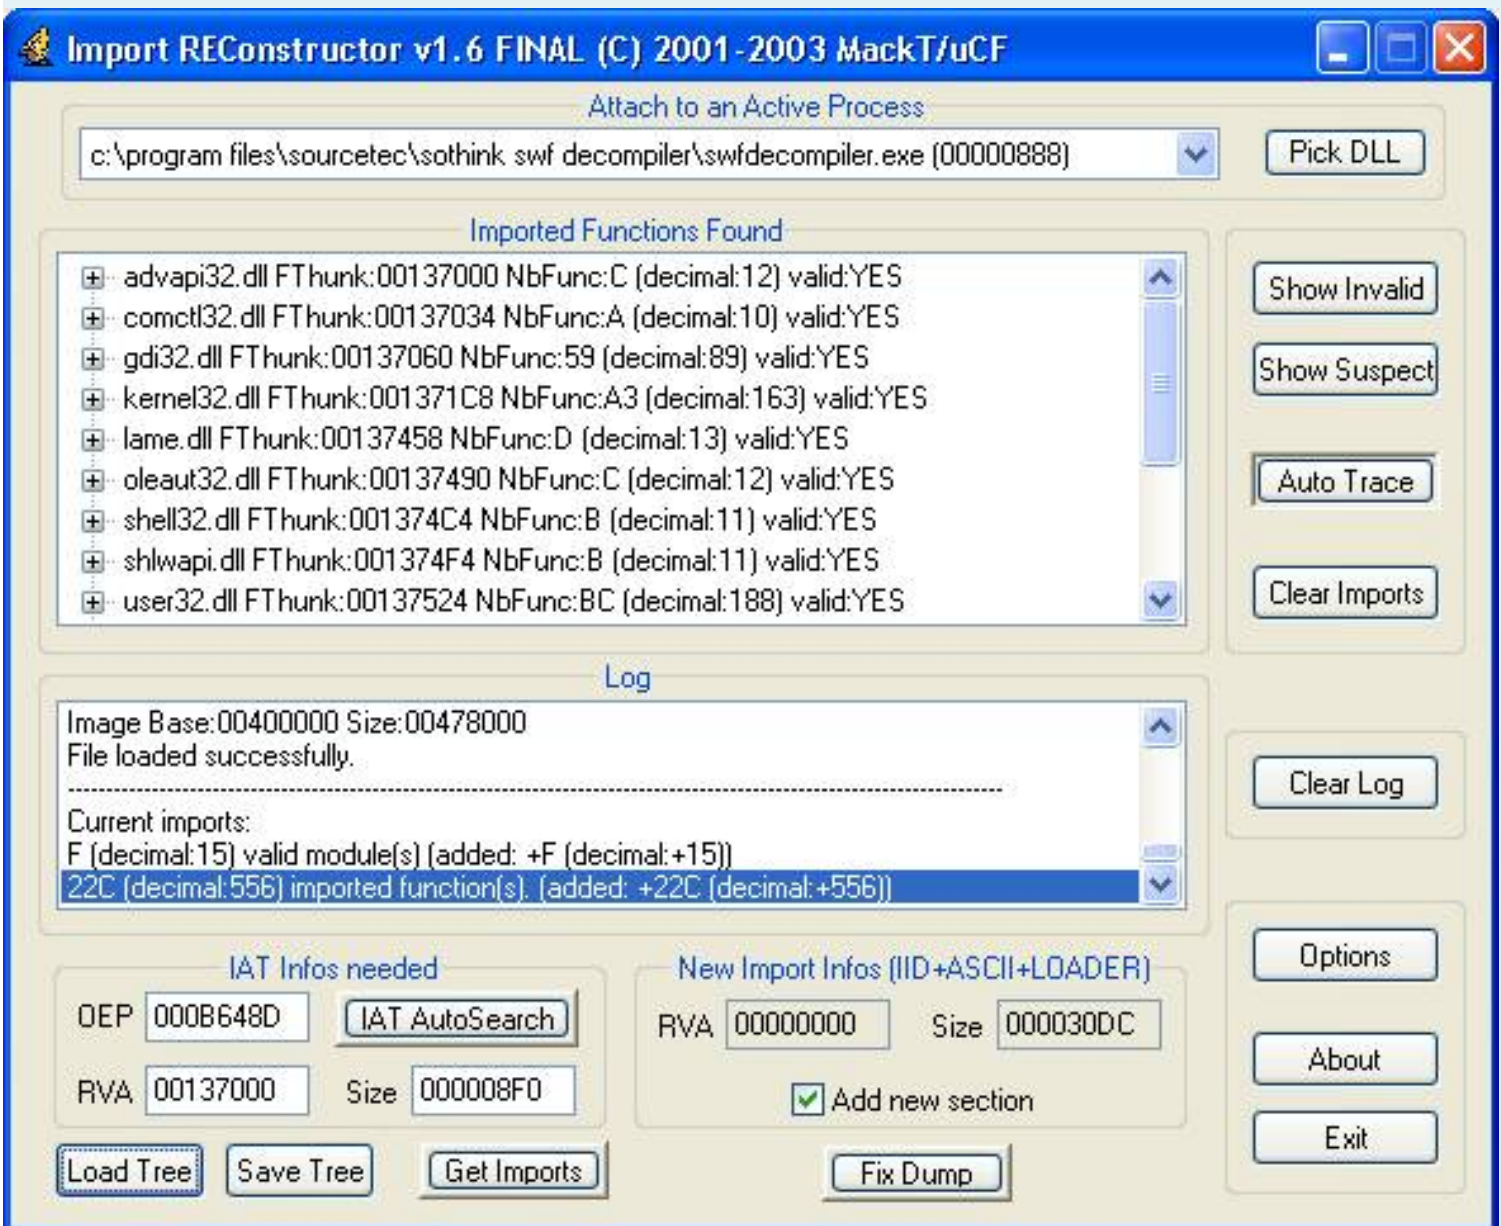 Import REConstructor v1.6 FINAL (C) 2001-2003 MackT/uCF
Attach to an Active Process
c:\program files\sourcetec\sothink swf decompiler\swfdecompiler.exe (00000888)
Pick DLL
Imported Functions Found
advapi32.dll FThunk:00137000 NbFunc:C (decimal:12) valid:YES
comctl32.dll FThunk:00137034 NbFunc:A (decimal:10) valid:YES
gdi32.dll FThunk:00137060 NbFunc:59 (decimal:89) valid:YES
kernel32.dll FThunk:001371C8 NbFunc:A3 (decimal:163) valid:YES
lame.dll FThunk:00137458 NbFunc:D (decimal:13) valid:YES
oleaut32.dll FThunk:00137490 NbFunc:C (decimal:12) valid:YES
shell32.dll FThunk:001374C4 NbFunc:B (decimal:11) valid:YES
shlwapi.dll FThunk:001374F4 NbFunc:B (decimal:11) valid:YES
user32.dll FThunk:00137524 NbFunc:BC (decimal:188) valid:YES
Show Invalid
Show Suspect
Auto Trace
Clear Imports
Log
Image Base:00400000 Size:00478000
File loaded successfully.
---------------------------------------------------------------------------------------------------------
Current imports:
F (decimal:15) valid module(s) (added: +F (decimal:+15))
22C (decimal:556) imported function(s). (added: +22C (decimal:+556))
Clear Log
IAT Infos needed
OEP 000B648D IAT AutoSearch
RVA 00137000 Size 000008F0
New Import Infos (IID+ASCII+LOADER)
RVA 00000000 Size 000030DC
Add new section
Options
About
Exit
Load Tree Save Tree Get Imports Fix Dump